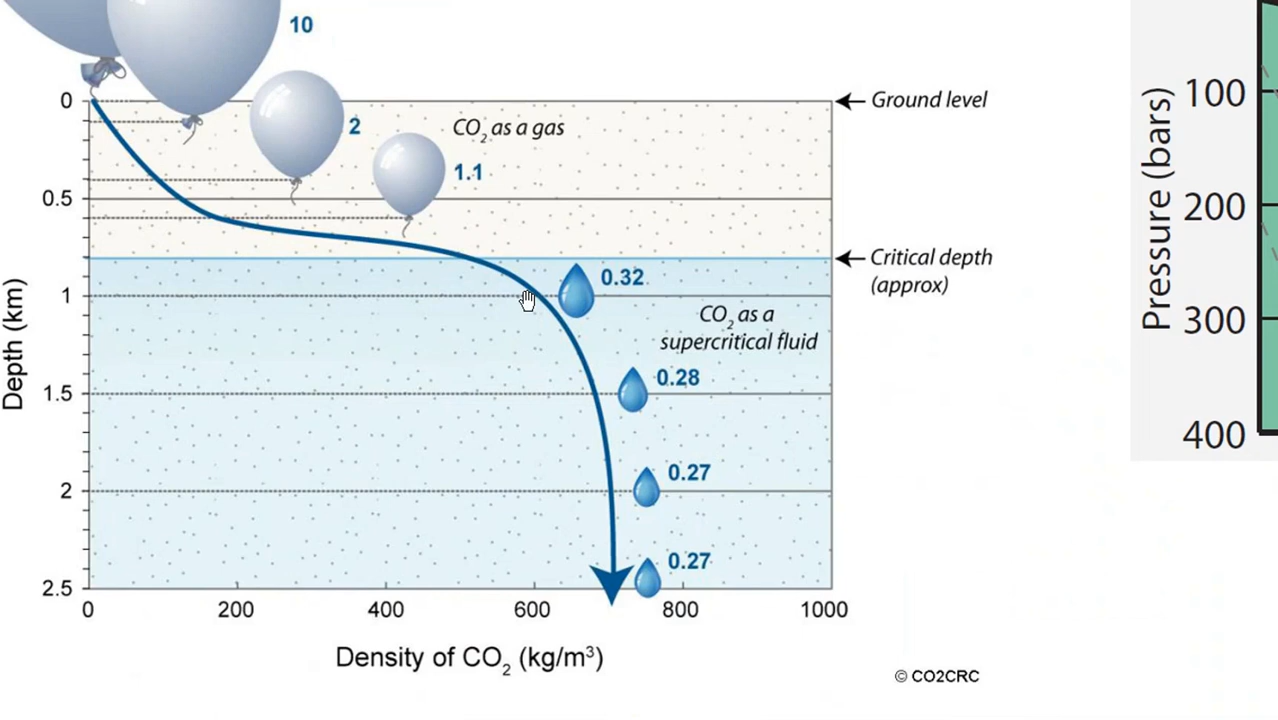 10
0
Ground level
2
CO₂ as a gas
1.1
0.5
Critical depth
(approx)
0.32
1
CO₂ as a
supercritical fluid
0.28
1.5
0.27
2
0.27
2.5
0 200 400 600 800 1000
Depth (km)
Density of CO₂ (kg/m³)
© CO2CRC
100
200
300
400
Pressure (bars)